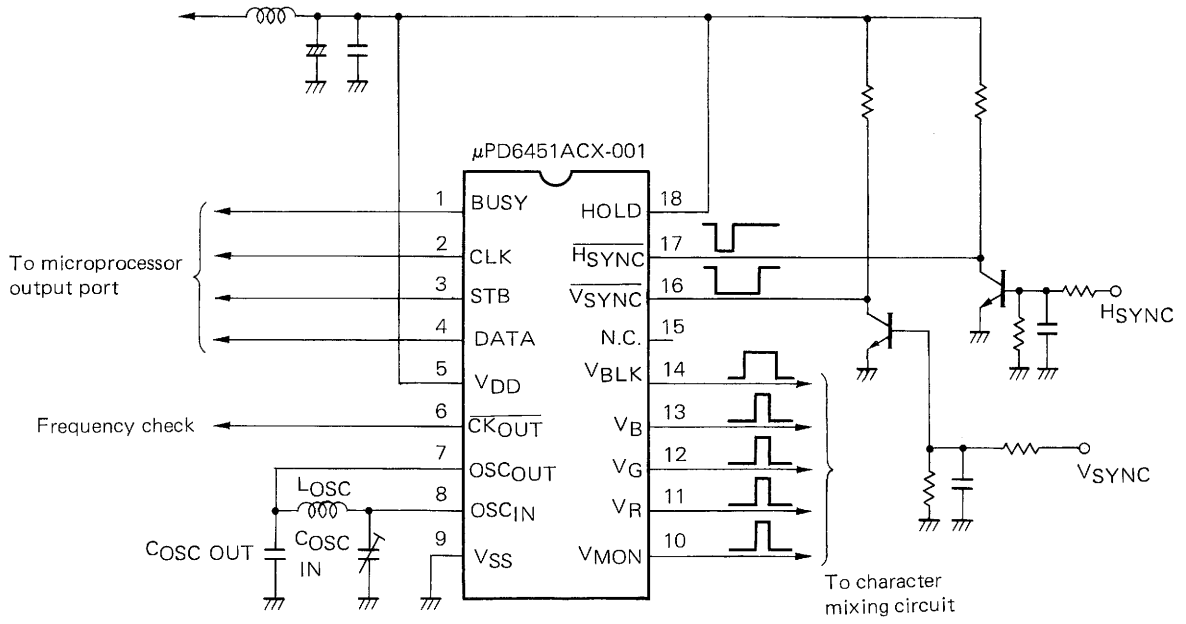 μPD6451ACX-001
1 BUSY
2 CLK
3 STB
4 DATA
5 VDD
6 CKOUT
7 OSCOUT
8 OSCIN
9 VSS
HOLD 18
HSYNC 17
VSYNC 16
N.C. 15
VBLK 14
VB 13
VG 12
VR 11
VMON 10
To microprocessor
output port
Frequency check
LOSC
COSC OUT
COSC
IN
HSYNC
VSYNC
To character
mixing circuit